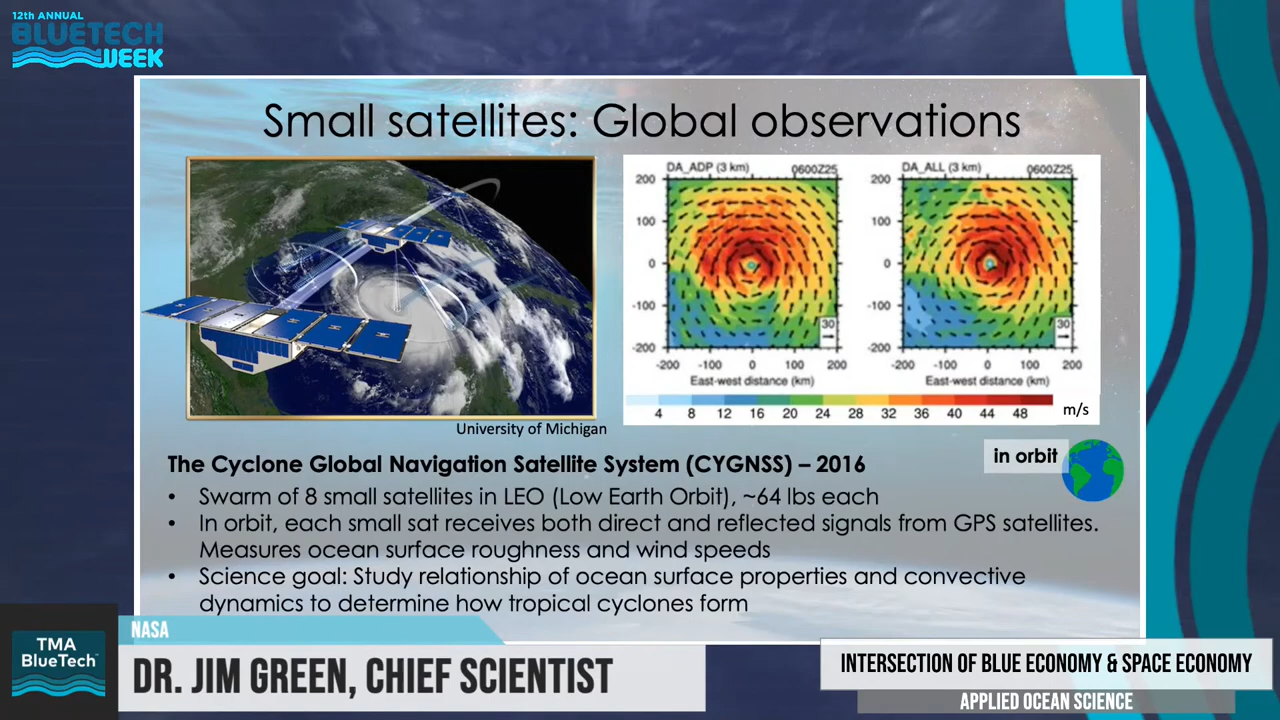 12th ANNUAL
BLUETECH
WEEK
Small satellites: Global observations
DA_ADP (3 km) 0600Z25
DA_ALL (3 km) 0600Z25
200
100
0
-100
-200
30
-200 -100 0 100 200
East-west distance (km)
200
100
0
-100
-200
30
-200 -100 0 100 200
East-west distance (km)
4 8 12 16 20 24 28 32 36 40 44 48 m/s
University of Michigan
The Cyclone Global Navigation Satellite System (CYGNSS) – 2016
in orbit
• Swarm of 8 small satellites in LEO (Low Earth Orbit), ~64 lbs each
• In orbit, each small sat receives both direct and reflected signals from GPS satellites.
Measures ocean surface roughness and wind speeds
• Science goal: Study relationship of ocean surface properties and convective
dynamics to determine how tropical cyclones form
TMA
BlueTech™
NASA
DR. JIM GREEN, CHIEF SCIENTIST
INTERSECTION OF BLUE ECONOMY & SPACE ECONOMY
APPLIED OCEAN SCIENCE